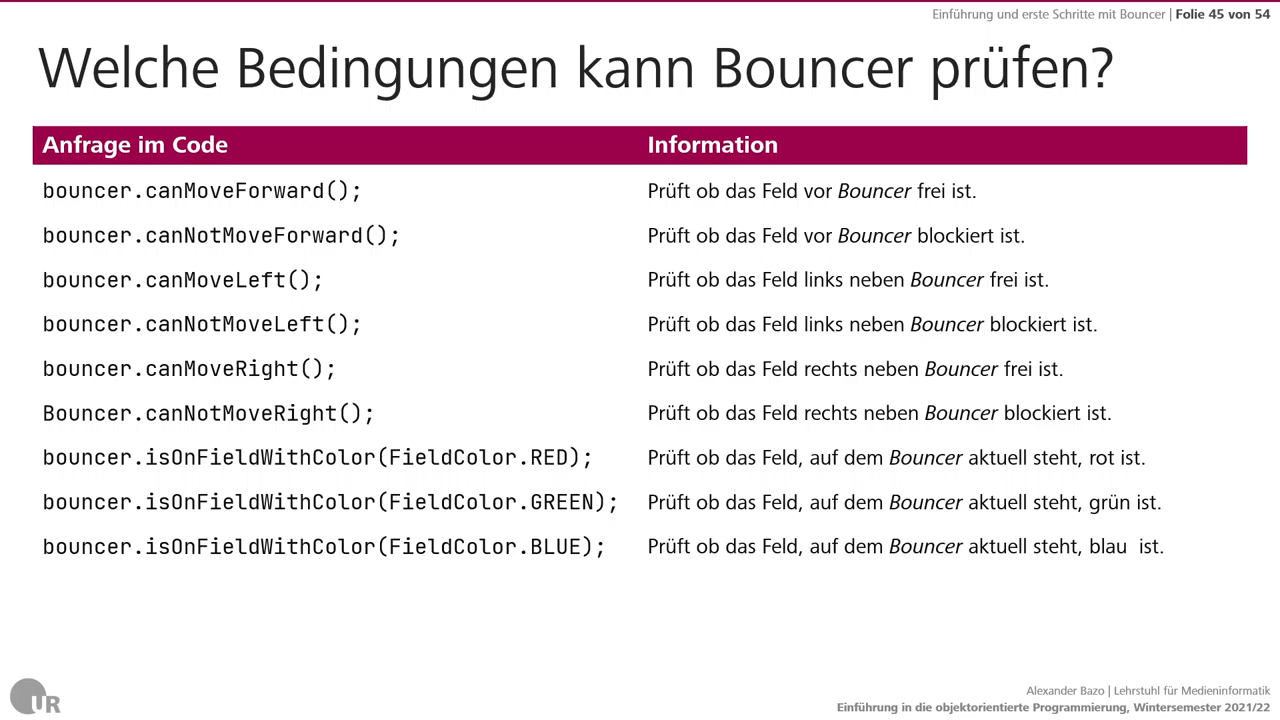 Einführung und erste Schritte mit Bouncer | Folie 45 von 54
Welche Bedingungen kann Bouncer prüfen?
Anfrage im Code Information
bouncer.canMoveForward(); Prüft ob das Feld vor Bouncer frei ist.
bouncer.canNotMoveForward(); Prüft ob das Feld vor Bouncer blockiert ist.
bouncer.canMoveLeft(); Prüft ob das Feld links neben Bouncer frei ist.
bouncer.canNotMoveLeft(); Prüft ob das Feld links neben Bouncer blockiert ist.
bouncer.canMoveRight(); Prüft ob das Feld rechts neben Bouncer frei ist.
Bouncer.canNotMoveRight(); Prüft ob das Feld rechts neben Bouncer blockiert ist.
bouncer.isOnFieldWithColor(FieldColor.RED); Prüft ob das Feld, auf dem Bouncer aktuell steht, rot ist.
bouncer.isOnFieldWithColor(FieldColor.GREEN); Prüft ob das Feld, auf dem Bouncer aktuell steht, grün ist.
bouncer.isOnFieldWithColor(FieldColor.BLUE); Prüft ob das Feld, auf dem Bouncer aktuell steht, blau  ist.
UR
Alexander Bazo | Lehrstuhl für Medieninformatik
Einführung in die objektorientierte Programmierung, Wintersemester 2021/22